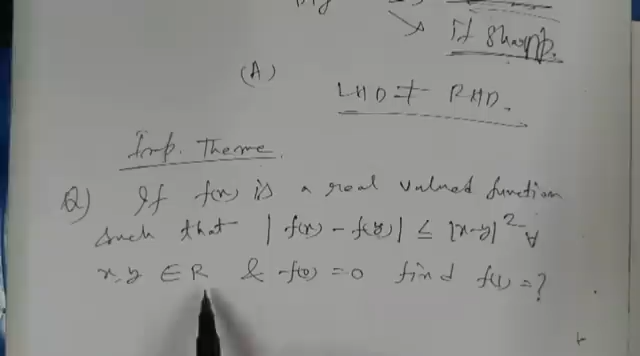 If sharp.
(A) LHD ≠ RHD.
Imp. Theme.
Q) If f(x) is a real valued function
such that |f(x) - f(y)| ≤ |x-y|² ∀
x, y ∈ R & f(0) = 0 find f(1) = ?